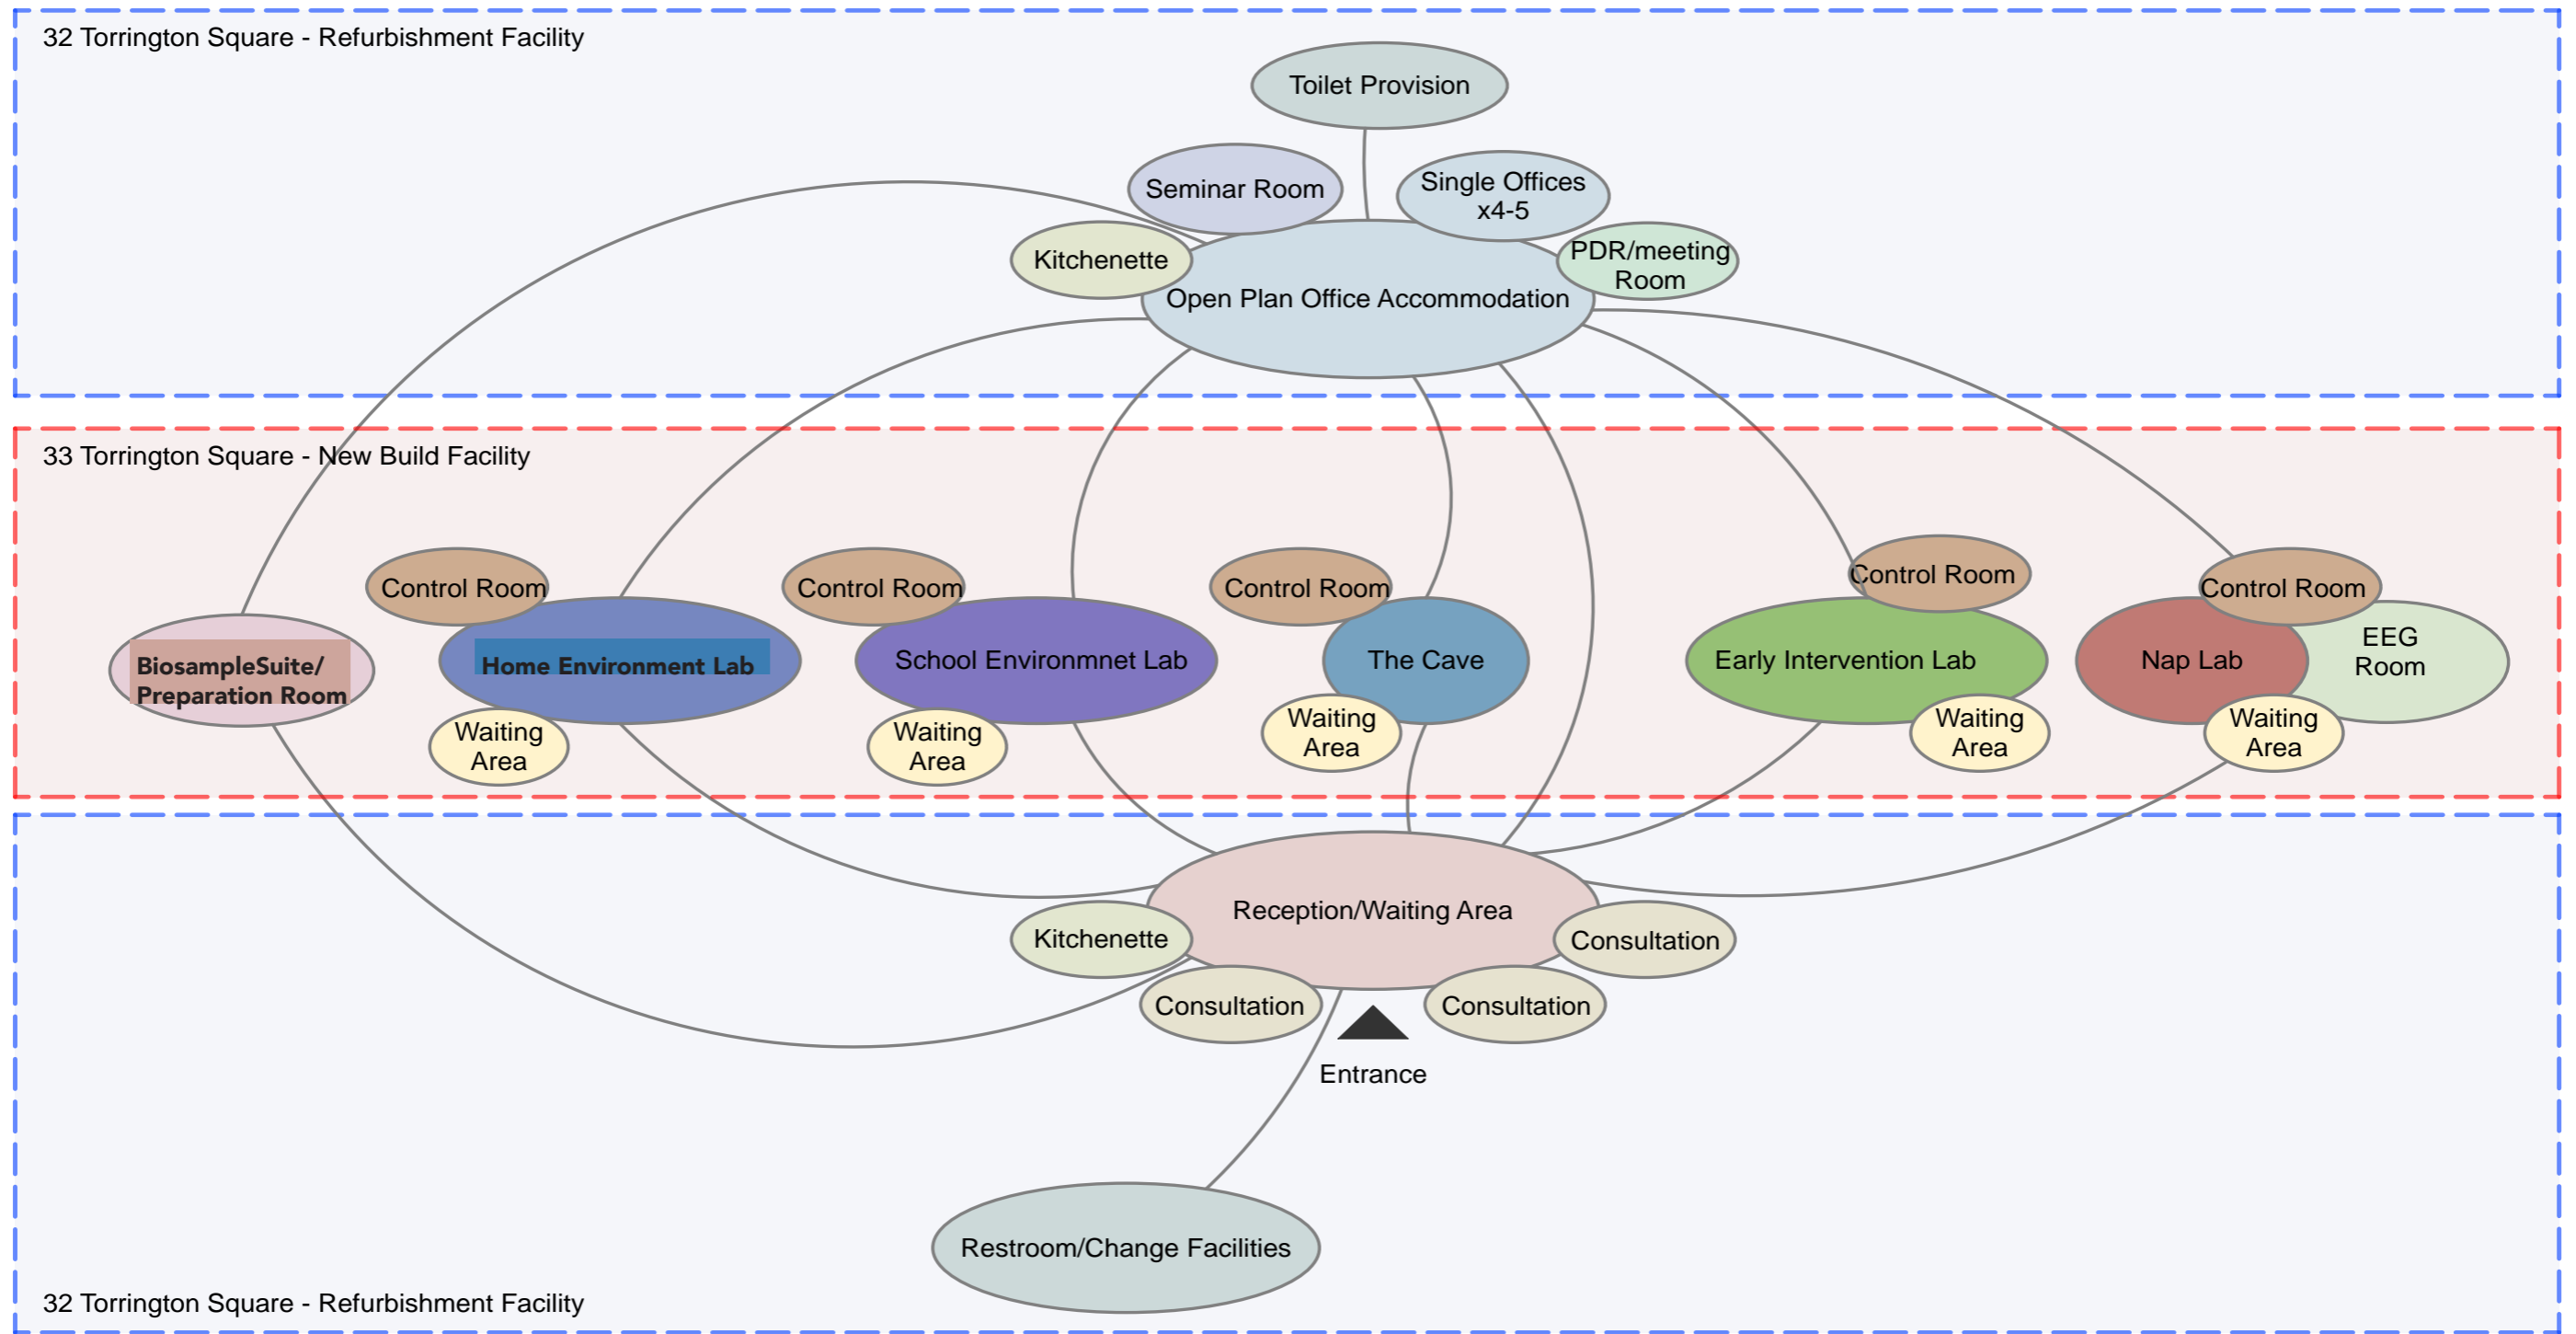 32 Torrington Square - Refurbishment Facility
Toilet Provision
Seminar Room
Single Offices
x4-5
Kitchenette
PDR/meeting
Room
Open Plan Office Accommodation
33 Torrington Square - New Build Facility
Control Room
Control Room
Control Room
Control Room
Control Room
BiosampleSuite/
Preparation Room
Home Environment Lab
School Environmnet Lab
The Cave
Early Intervention Lab
Nap Lab
EEG
Room
Waiting
Area
Waiting
Area
Waiting
Area
Waiting
Area
Waiting
Area
Reception/Waiting Area
Kitchenette
Consultation
Consultation
Consultation
Entrance
Restroom/Change Facilities
32 Torrington Square - Refurbishment Facility